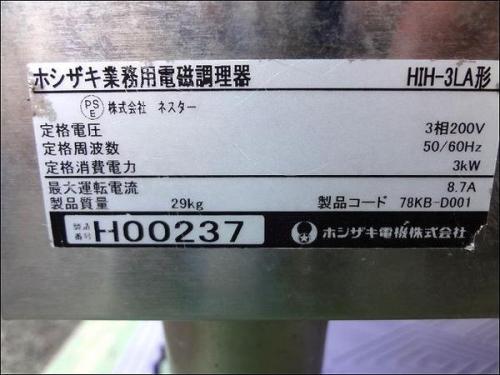 ホシザキ業務用電磁調理器 HIH-3LA形
PSE 株式会社 ネスター
定格電圧 3相200V
定格周波数 50/60Hz
定格消費電力 3kW
最大運転電流 8.7A
製品質量 29kg 製品コード 78KB-D001
製造番号 H00237 ホシザキ電機株式会社